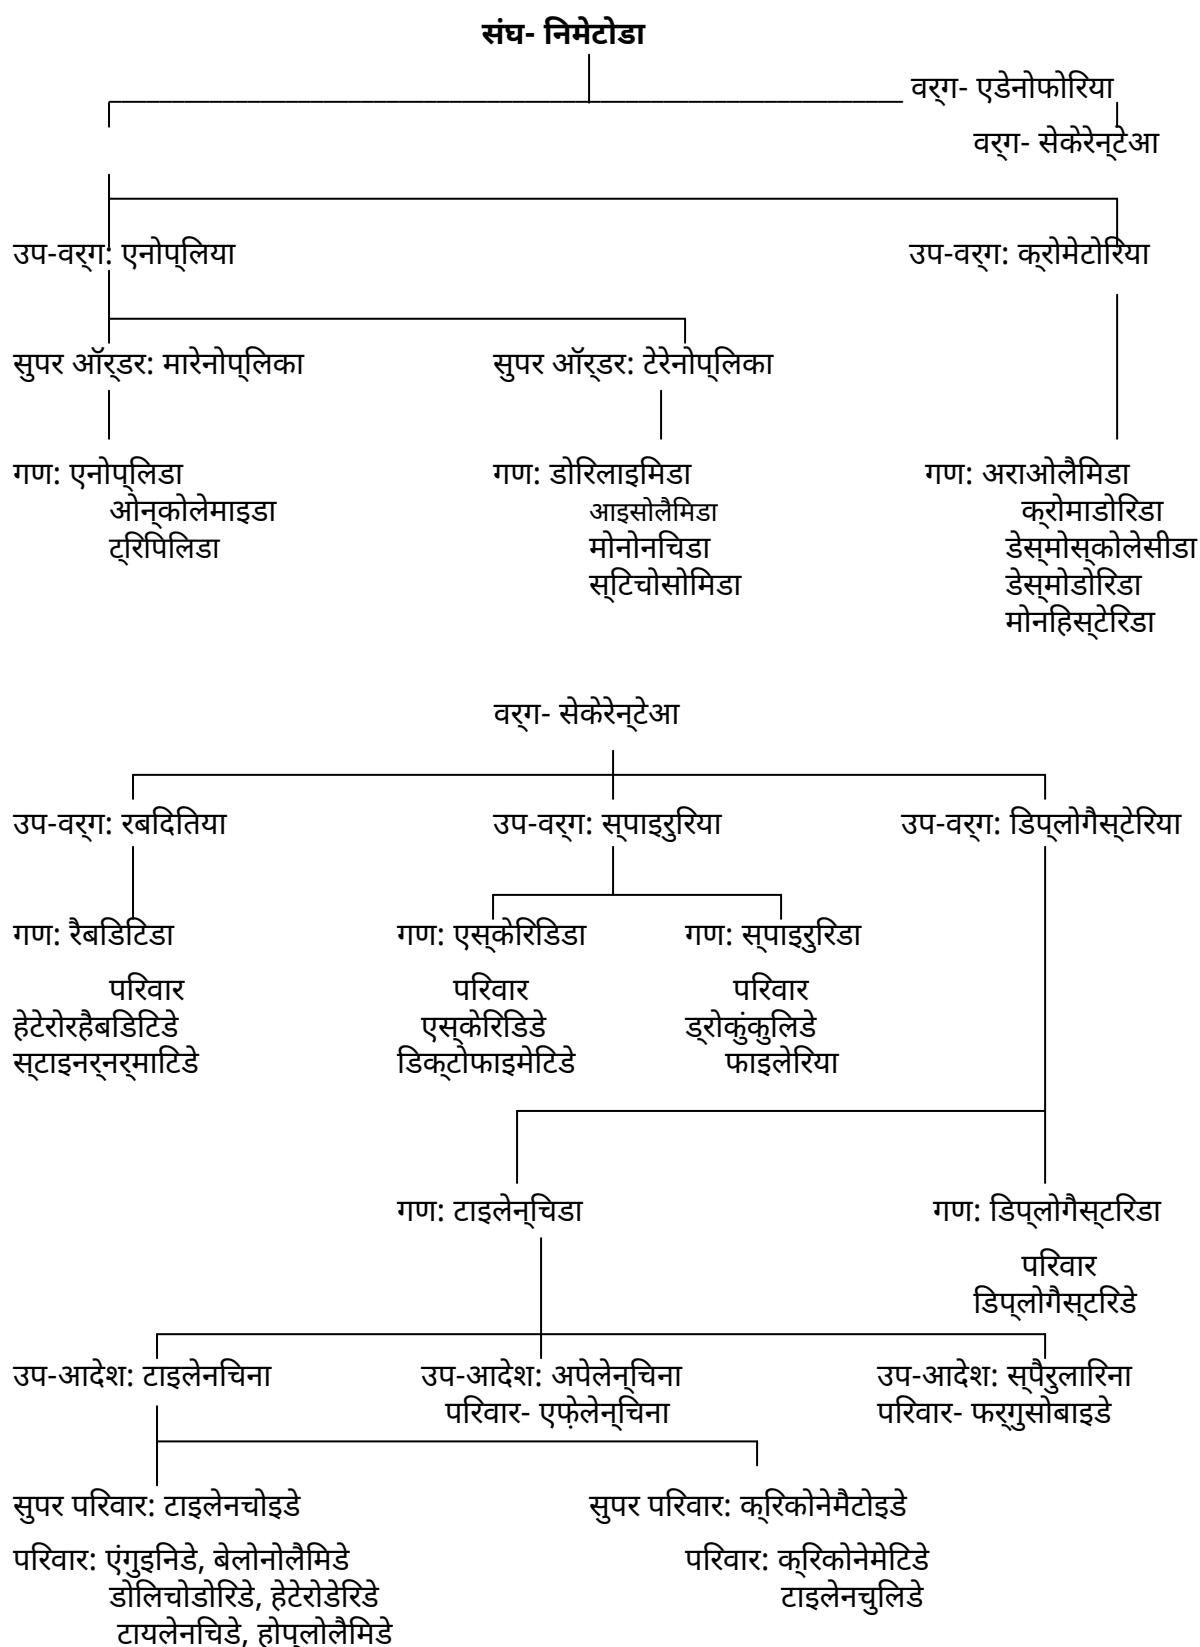 संघ- निमेटोडा
वर्ग- एडेनोफोरिया
वर्ग- सेकेरेन्टेआ
उप-वर्ग: एनोप्लिया
उप-वर्ग: क्रोमेटोरिया
सुपर ऑर्डर: मारेनोप्लिका
सुपर ऑर्डर: टेरेनोप्लिका
गण: एनोप्लिडा
ओन्कोलेमाइडा
ट्रिपिलिडा
गण: डोरिलाइमिडा
आइसोलैमिडा
मोनोनचिडा
स्टिचोसोमिडा
गण: अराओलैमिडा
क्रोमाडोरिडा
डेस्मोस्कोलेसीडा
डेस्मोडोरिडा
मोनहिस्टेरिडा
वर्ग- सेकेरेन्टेआ
उप-वर्ग: रबदितिया
उप-वर्ग: स्पाइरुरिया
उप-वर्ग: डिप्लोगैस्टेरिया
गण: रैबडिटिडा
परिवार
हेटेरोरहैबडिटिडे
स्टाइनर्नर्माटिडे
गण: एस्केरिडिडा
परिवार
एस्केरिडिडे
डिक्टोफाइमेटिडे
गण: स्पाइरुरिडा
परिवार
ड्रोकुंकुलिडे
फाइलेरिया
गण: टाइलेन्चिडा
गण: डिप्लोगैस्टरिडा
परिवार
डिप्लोगैस्टरिडे
उप-आदेश: टाइलेनचिना
उप-आदेश: अपेलेन्चिना
परिवार- एफ़ेलेन्चिना
उप-आदेश: स्पैरुलारिना
परिवार- फर्गुसोबाइडे
सुपर परिवार: टाइलेनचोइडे
सुपर परिवार: क्रिकोनेमैटोइडे
परिवार: एंगुइनिडे, बेलोनोलैमिडे
डोलिचोडोरिडे, हेटेरोडेरिडे
टायलेनचिडे, होप्लोलैमिडे
परिवार: क्रिकोनेमेटिडे
टाइलेनचुलिडे